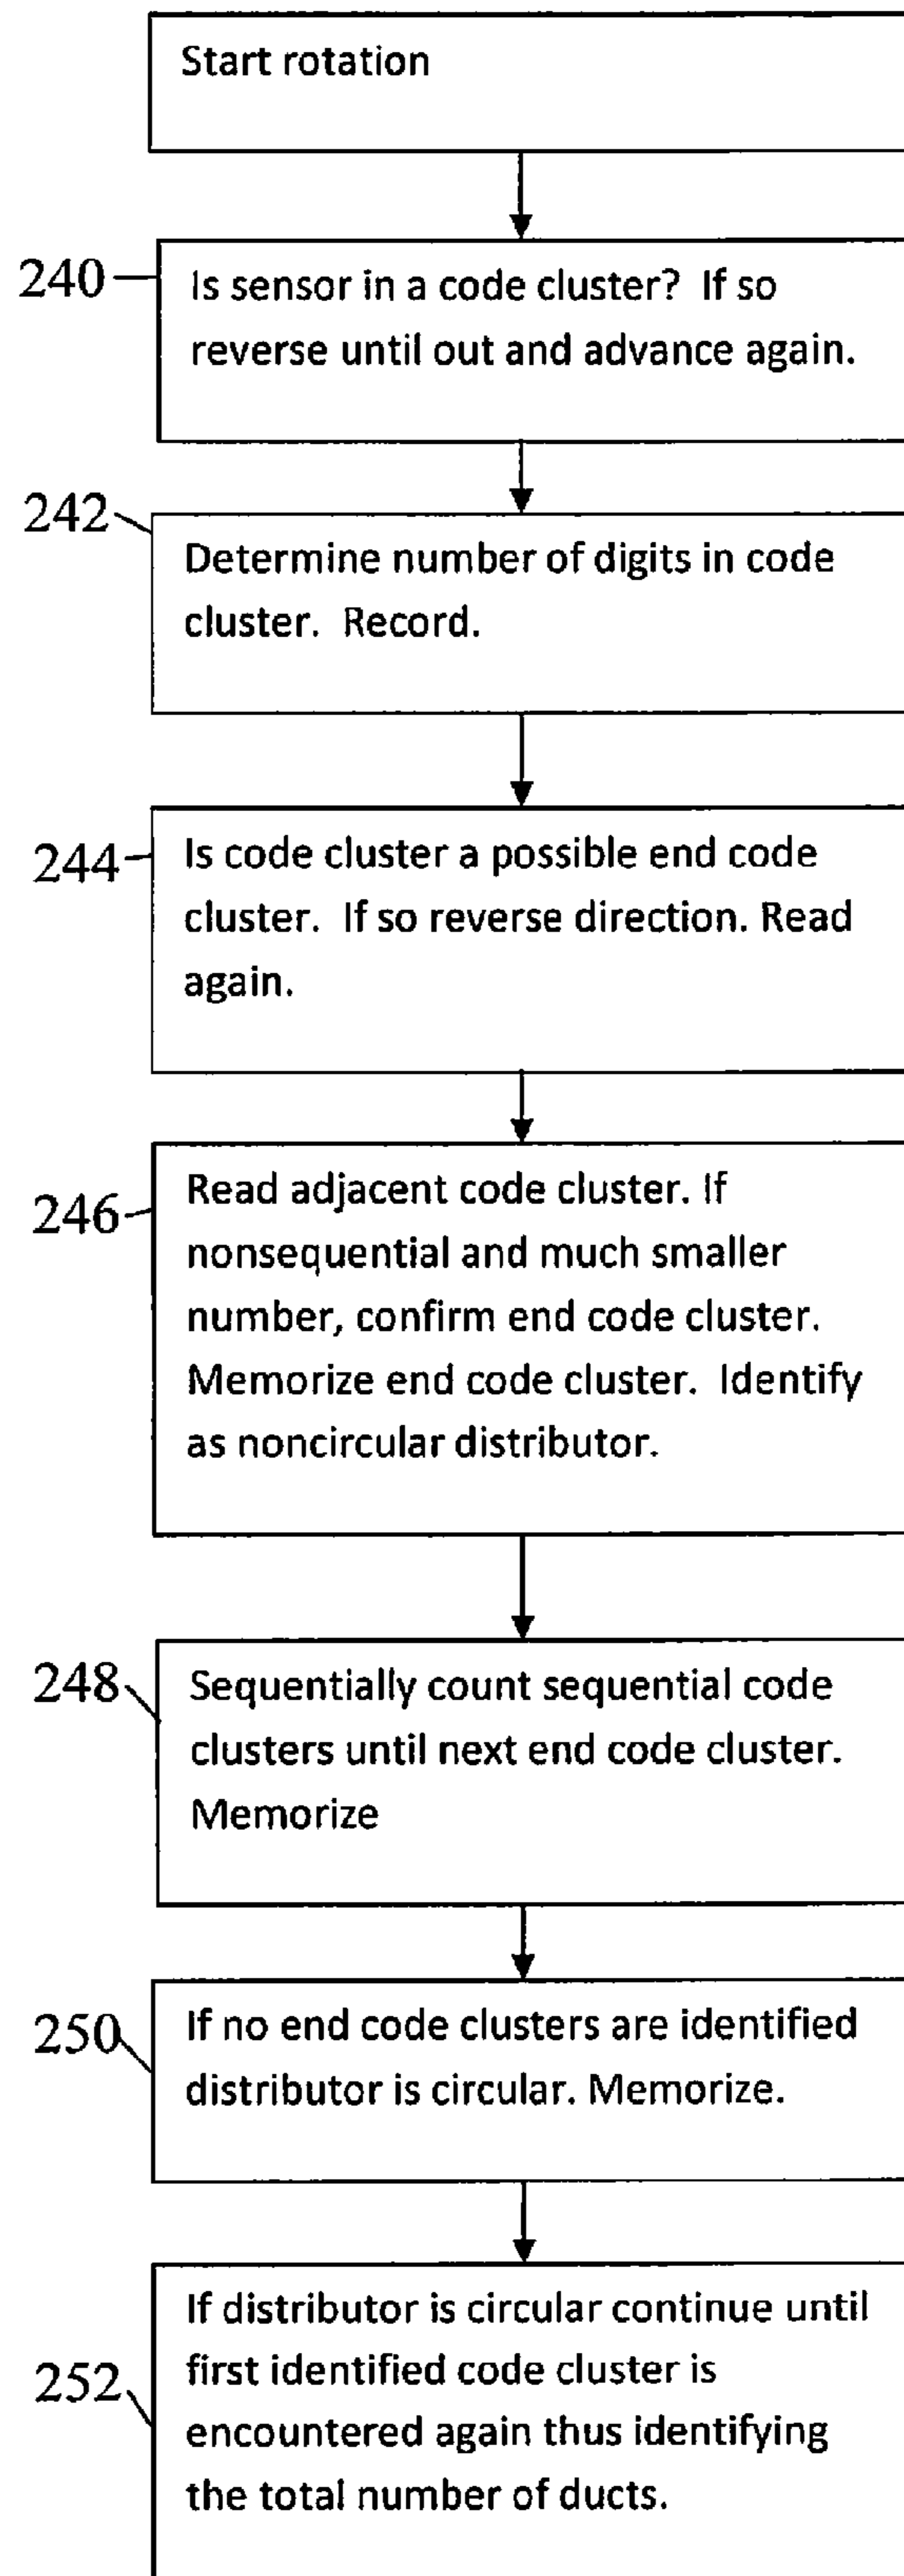 Start rotation
240
Is sensor in a code cluster? If so
reverse until out and advance again.
242
Determine number of digits in code
cluster. Record.
244
Is code cluster a possible end code
cluster. If so reverse direction. Read
again.
246
Read adjacent code cluster. If
nonsequential and much smaller
number, confirm end code cluster.
Memorize end code cluster. Identify
as noncircular distributor.
248
Sequentially count sequential code
clusters until next end code cluster.
Memorize
250
If no end code clusters are identified
distributor is circular. Memorize.
252
If distributor is circular continue until
first identified code cluster is
encountered again thus identifying
the total number of ducts.